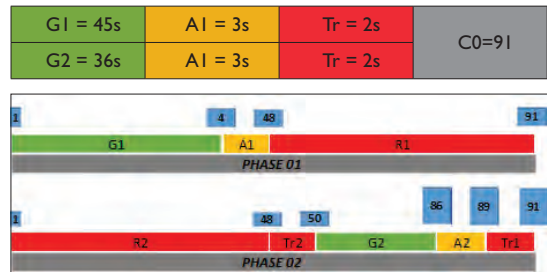 G1 = 45s A1 = 3s Tr = 2s C0=91
G2 = 36s A1 = 3s Tr = 2s
1 4 48 91
G1 A1 R1
PHASE 01
86 89 91
1 48 50
R2 Tr2 G2 A2 Tr1
PHASE 02